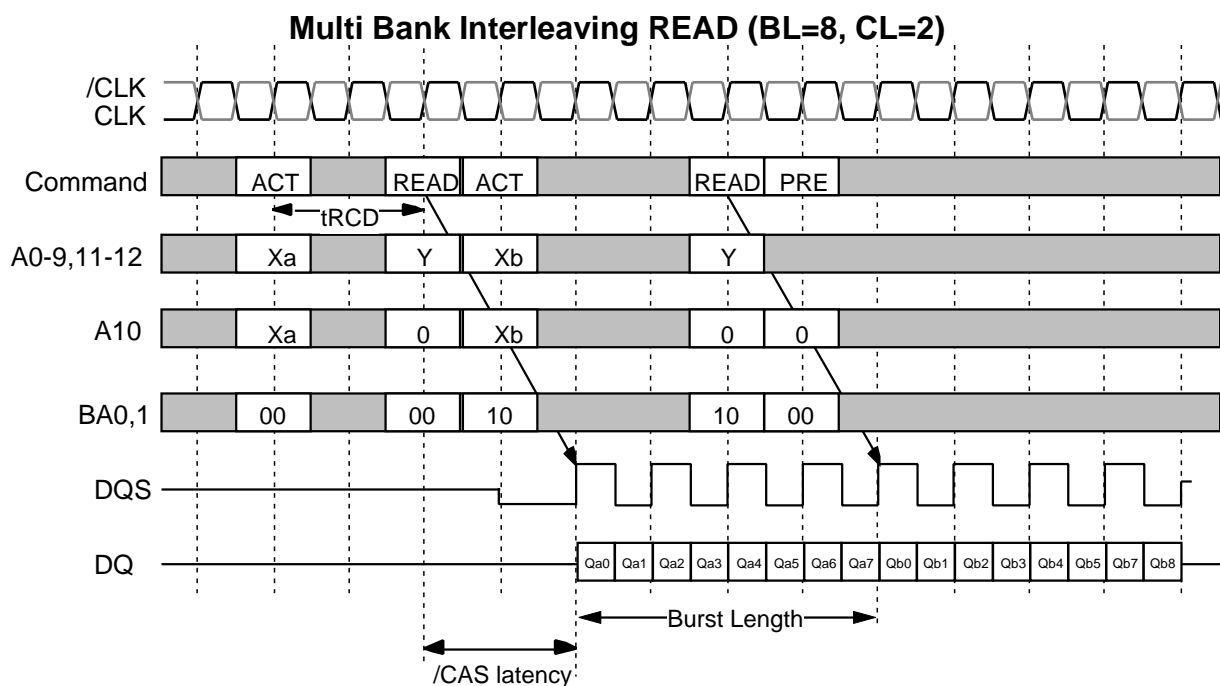 Multi Bank Interleaving READ (BL=8, CL=2)
/CLK
CLK
Command ACT READ ACT READ PRE
tRCD
A0-9,11-12 Xa Y Xb Y
A10 Xa 0 Xb 0 0
BA0,1 00 00 10 10 00
DQS
DQ Qa0 Qa1 Qa2 Qa3 Qa4 Qa5 Qa6 Qa7 Qb0 Qb1 Qb2 Qb3 Qb4 Qb5 Qb7 Qb8
Burst Length
/CAS latency